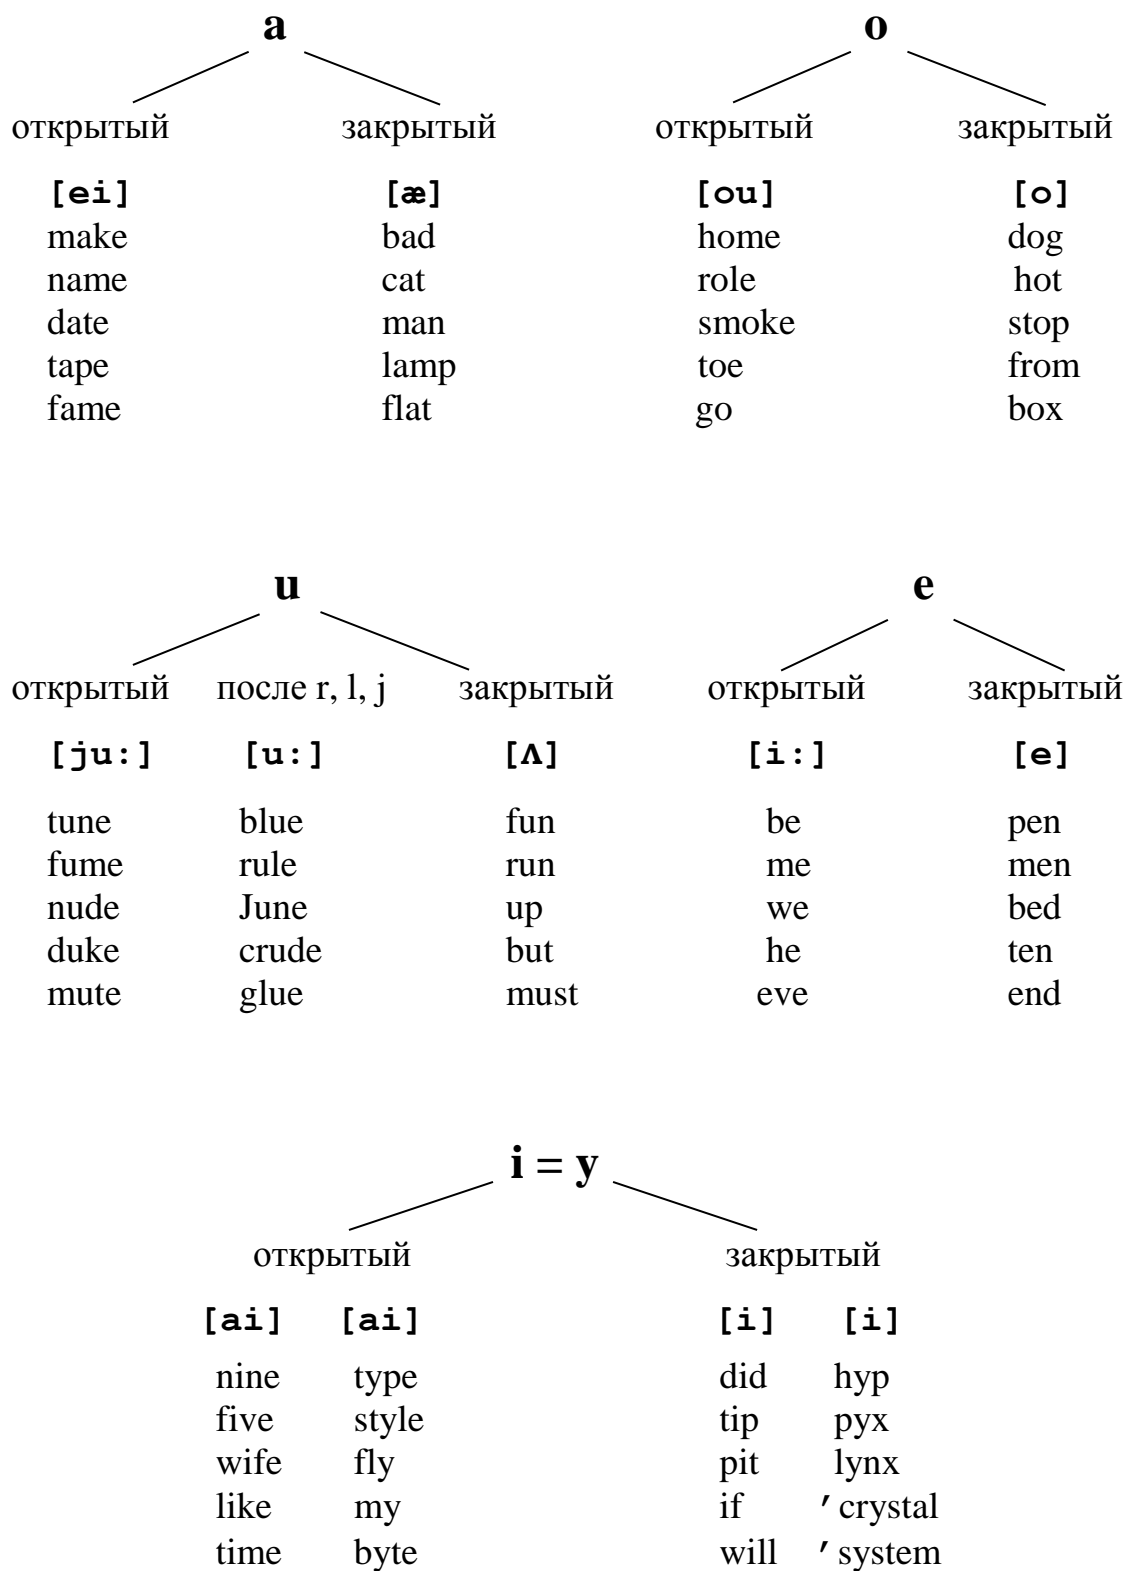 a o
открытый закрытый открытый закрытый
[ei] [æ] [ou] [o]
make bad home dog
name cat role hot
date man smoke stop
tape lamp toe from
fame flat go box
u e
открытый после r, l, j закрытый открытый закрытый
[ju:] [u:] [Λ] [i:] [e]
tune blue fun be pen
fume rule run me men
nude June up we bed
duke crude but he ten
mute glue must eve end
i = y
открытый закрытый
[ai] [ai] [i] [i]
nine type did hyp
five style tip pyx
wife fly pit lynx
like my if ′crystal
time byte will ′system